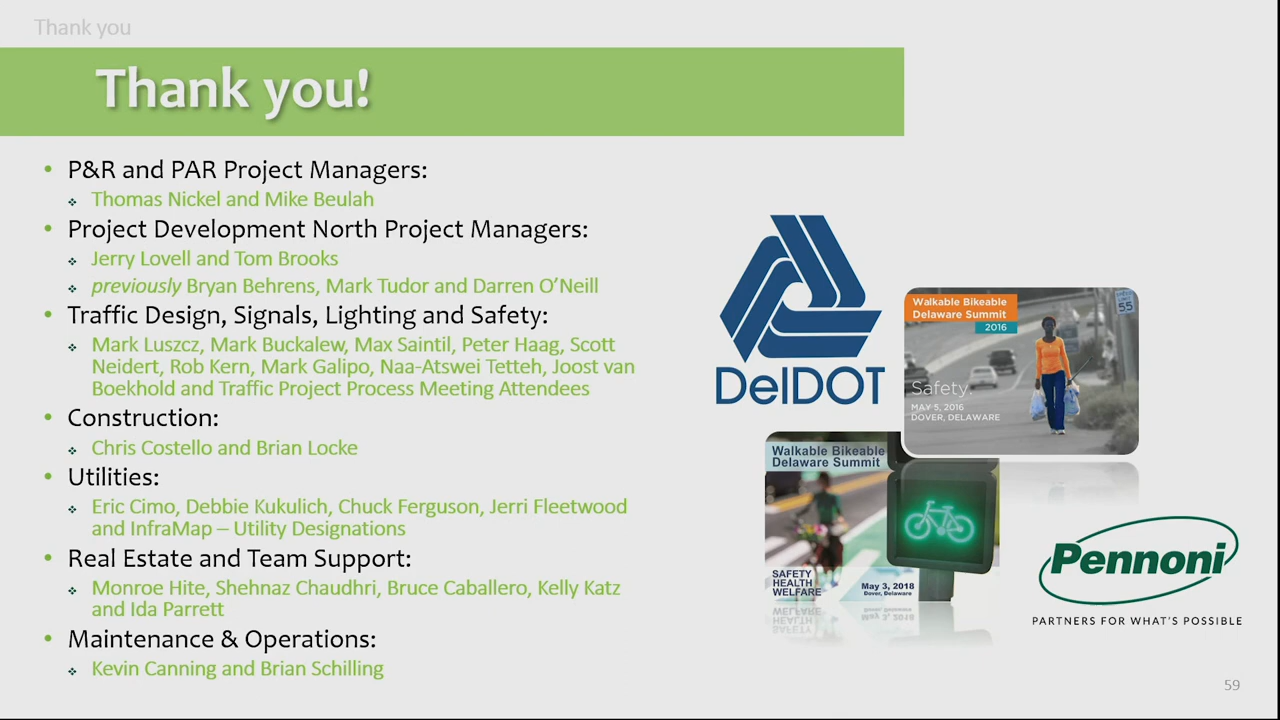 Thank you
Thank you!
• P&R and PAR Project Managers:
❖ Thomas Nickel and Mike Beulah
• Project Development North Project Managers:
❖ Jerry Lovell and Tom Brooks
❖ previously Bryan Behrens, Mark Tudor and Darren O’Neill
• Traffic Design, Signals, Lighting and Safety:
❖ Mark Luszcz, Mark Buckalew, Max Saintil, Peter Haag, Scott
Neidert, Rob Kern, Mark Galipo, Naa-Atswei Tetteh, Joost van
Boekhold and Traffic Project Process Meeting Attendees
• Construction:
❖ Chris Costello and Brian Locke
• Utilities:
❖ Eric Cimo, Debbie Kukulich, Chuck Ferguson, Jerri Fleetwood
and InfraMap – Utility Designations
• Real Estate and Team Support:
❖ Monroe Hite, Shehnaz Chaudhri, Bruce Caballero, Kelly Katz
and Ida Parrett
• Maintenance & Operations:
❖ Kevin Canning and Brian Schilling
DelDOT
Walkable Bikeable
Delaware Summit
2016
SPEED
LIMIT
55
Safety.
MAY 5, 2016
DOVER, DELAWARE
Walkable Bikeable
Delaware Summit
SAFETY
HEALTH
WELFARE
May 3, 2018
Dover, Delaware
Pennoni
PARTNERS FOR WHAT’S POSSIBLE
59